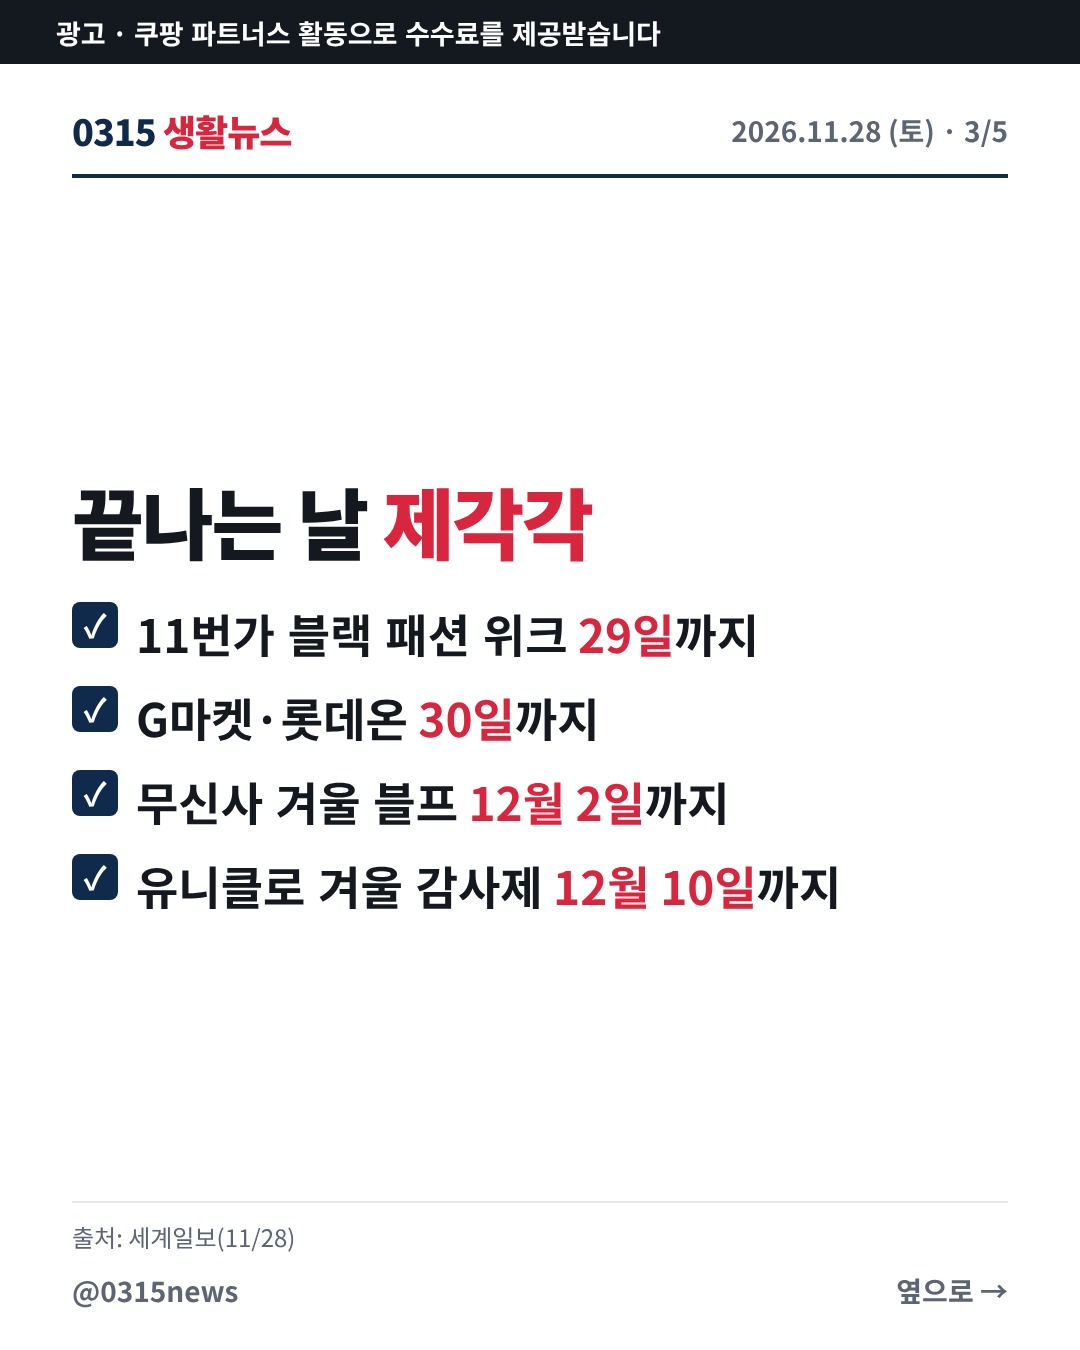 광고 · 쿠팡 파트너스 활동으로 수수료를 제공받습니다
0315 생활뉴스
2026.11.28 (토) · 3/5
끝나는 날 제각각
✓ 11번가 블랙 패션 위크 29일까지
✓ G마켓·롯데온 30일까지
✓ 무신사 겨울 블프 12월 2일까지
✓ 유니클로 겨울 감사제 12월 10일까지
출처: 세계일보(11/28)
@0315news
옆으로 →